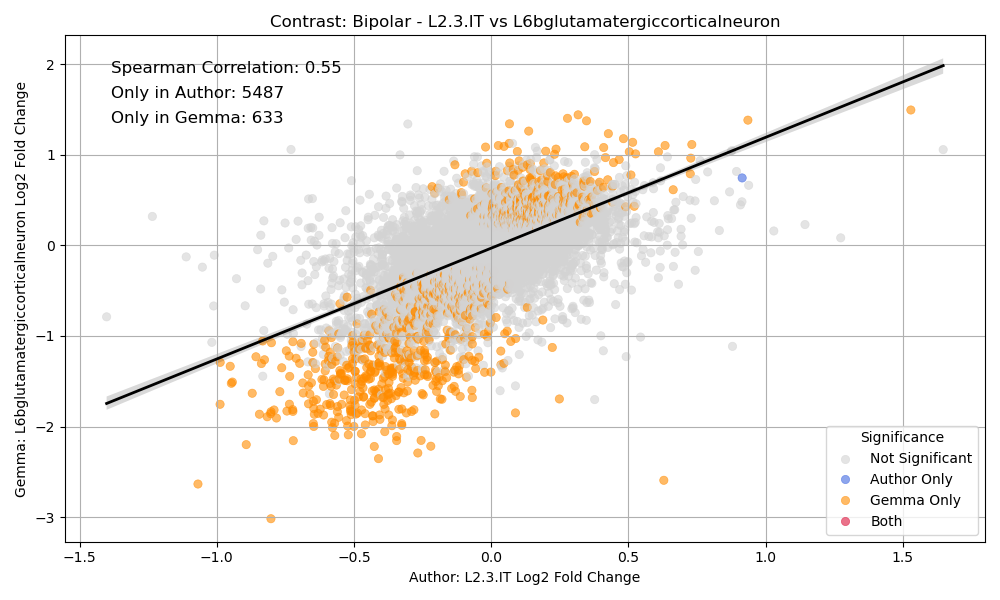 Contrast: Bipolar - L2.3.IT vs L6bglutamatergiccorticalneuron
Gemma: L6bglutamatergiccorticalneuron Log2 Fold Change
2
1
0
−1
−2
−3
Spearman Correlation: 0.55
Only in Author: 5487
Only in Gemma: 633
Significance
Not Significant
Author Only
Gemma Only
Both
−1.5
−1.0
−0.5
0.0
0.5
1.0
1.5
Author: L2.3.IT Log2 Fold Change